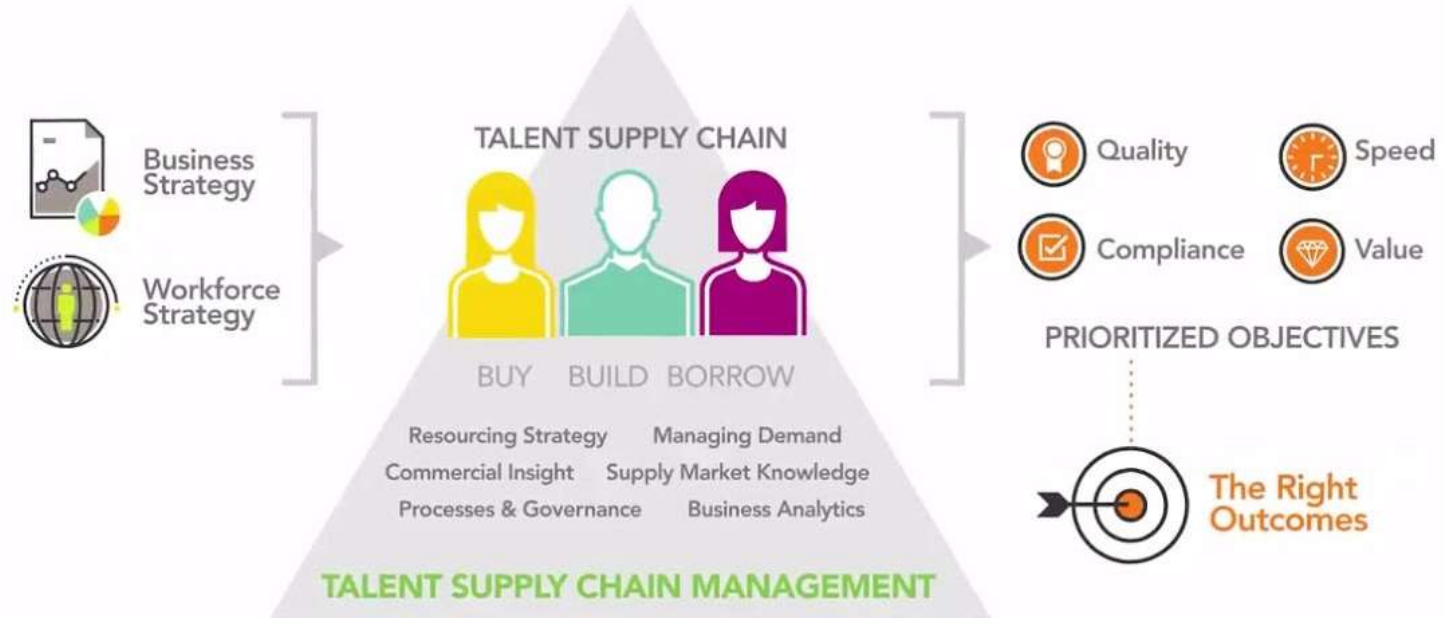 Business
Strategy
Workforce
Strategy
TALENT SUPPLY CHAIN
BUY BUILD BORROW
Resourcing Strategy Managing Demand
Commercial Insight Supply Market Knowledge
Processes & Governance Business Analytics
TALENT SUPPLY CHAIN MANAGEMENT
Quality Speed
Compliance Value
PRIORITIZED OBJECTIVES
The Right
Outcomes